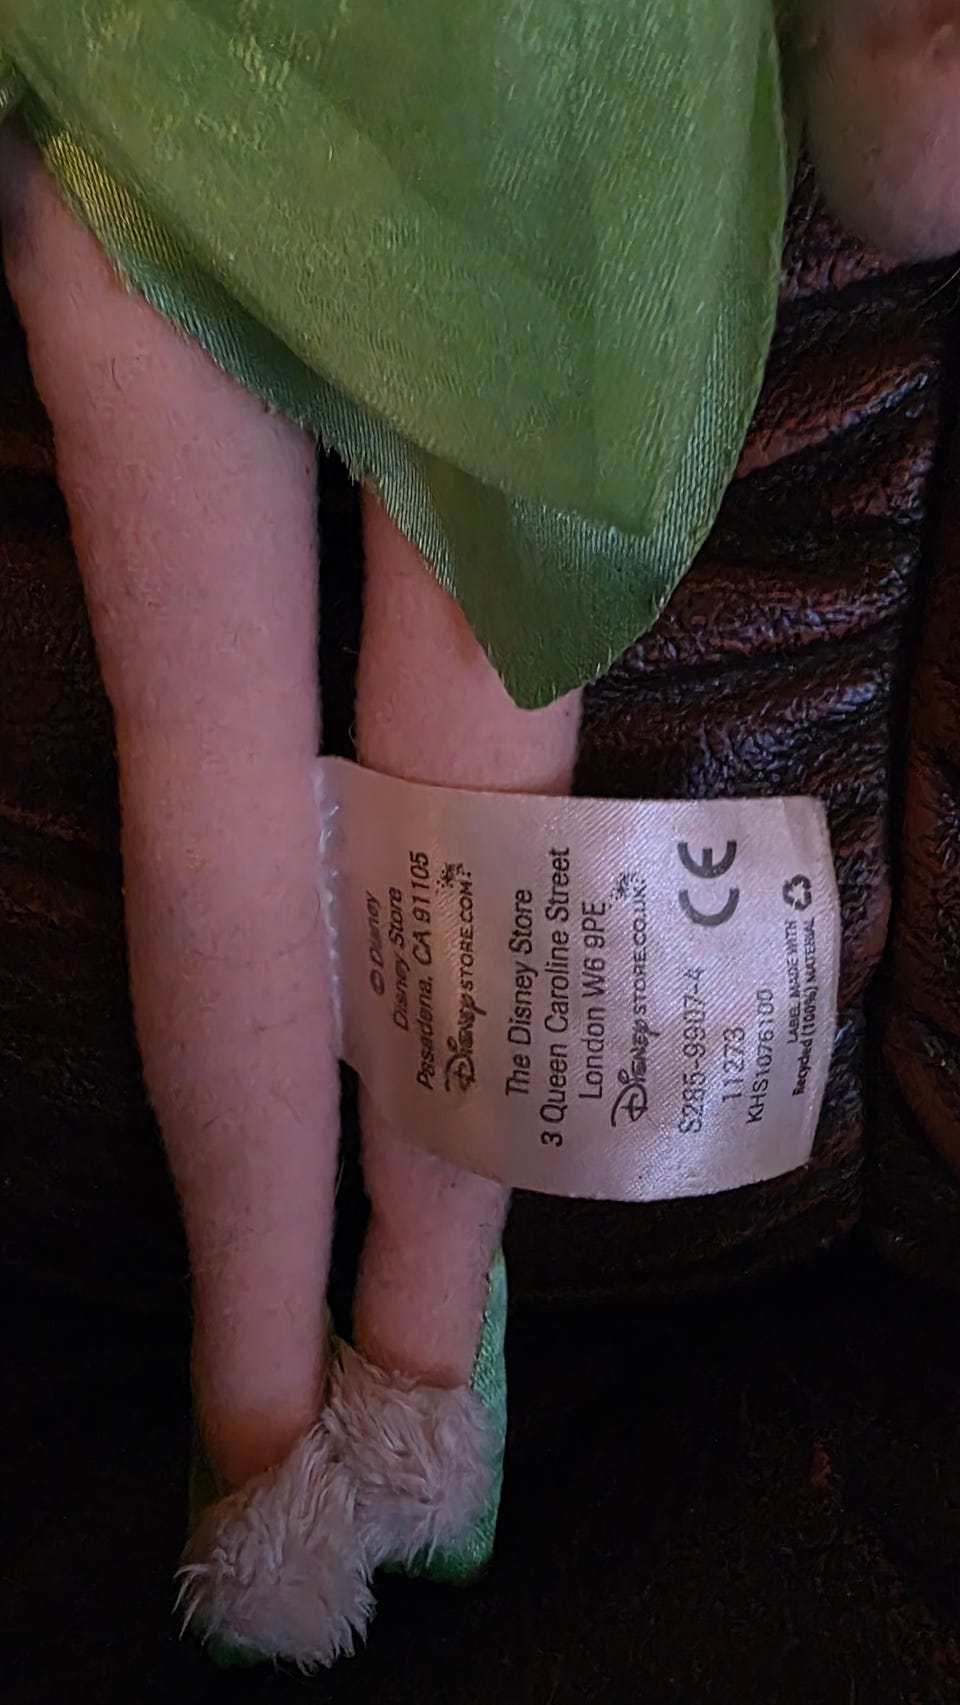 © Disney
Disney Store
Pasadena, CA 91105
DISNEYSTORE.COM
The Disney Store
3 Queen Caroline Street
London W6 9PE
DISNEYSTORE.CO.UK
S285-9907-4
CE
11273
KHS1076100
LABEL MADE WITH
Recycled (100%) MATERIAL